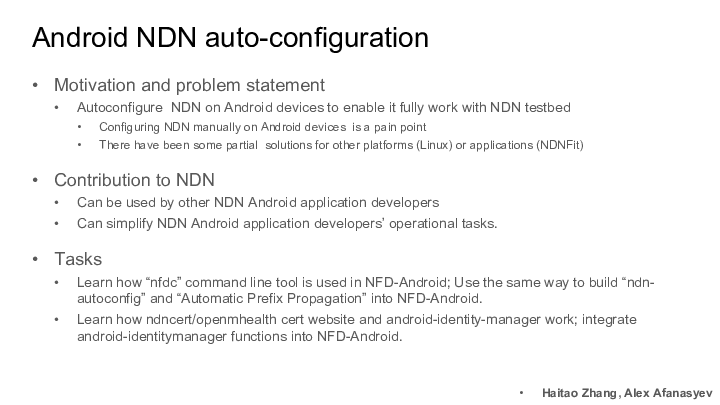 Android NDN auto-configuration
• Motivation and problem statement
• Autoconfigure NDN on Android devices to enable it fully work with NDN testbed
• Configuring NDN manually on Android devices is a pain point
• There have been some partial solutions for other platforms (Linux) or applications (NDNFit)
• Contribution to NDN
• Can be used by other NDN Android application developers
• Can simplify NDN Android application developers’ operational tasks.
• Tasks
• Learn how “nfdc” command line tool is used in NFD-Android; Use the same way to build “ndn-
autoconfig” and “Automatic Prefix Propagation” into NFD-Android.
• Learn how ndncert/openmhealth cert website and android-identity-manager work; integrate
android-identitymanager functions into NFD-Android.
• Haitao Zhang, Alex Afanasyev